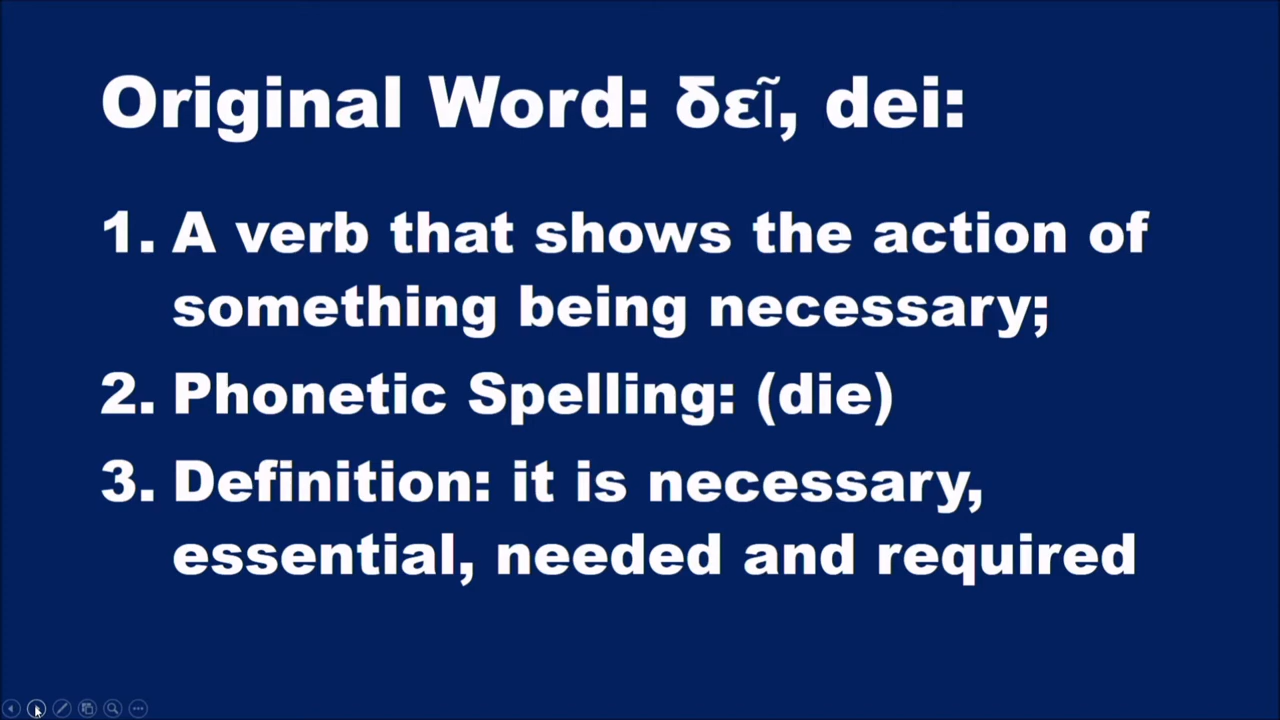 Original Word: δεῖ, dei:
1. A verb that shows the action of
something being necessary;
2. Phonetic Spelling: (die)
3. Definition: it is necessary,
essential, needed and required